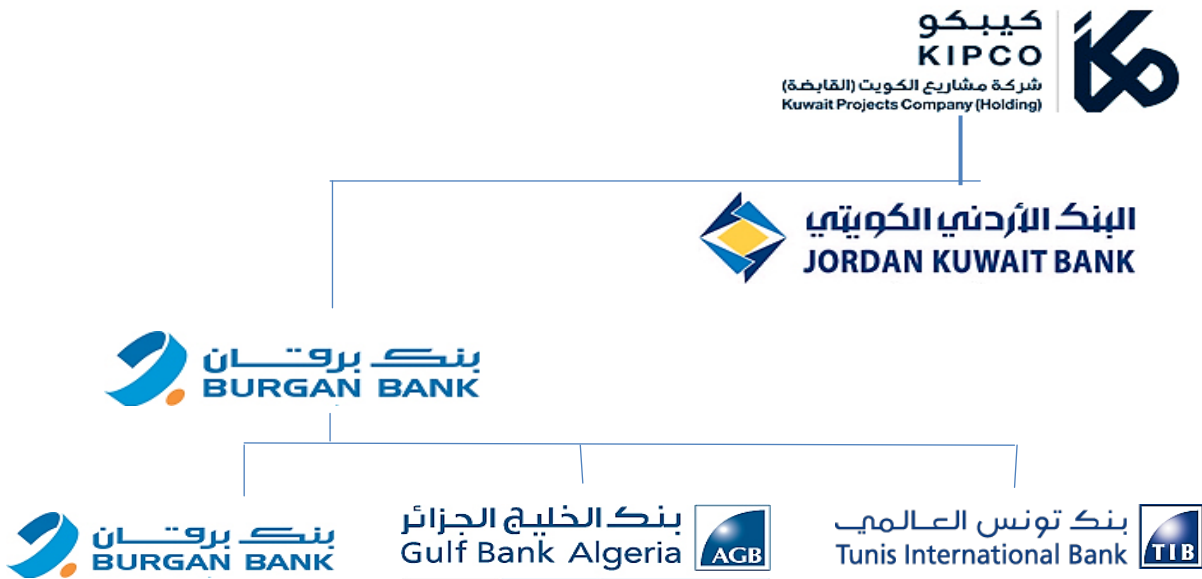 كيبكو
KIPCO
شركة مشاريع الكويت (القابضة)
Kuwait Projects Company (Holding)
البنك الأردني الكويتي
JORDAN KUWAIT BANK
بنك برقان
BURGAN BANK
بنك برقان
BURGAN BANK
بنك الخليج الجزائر
Gulf Bank Algeria
AGB
بنك تونس العالمي
Tunis International Bank
TIB